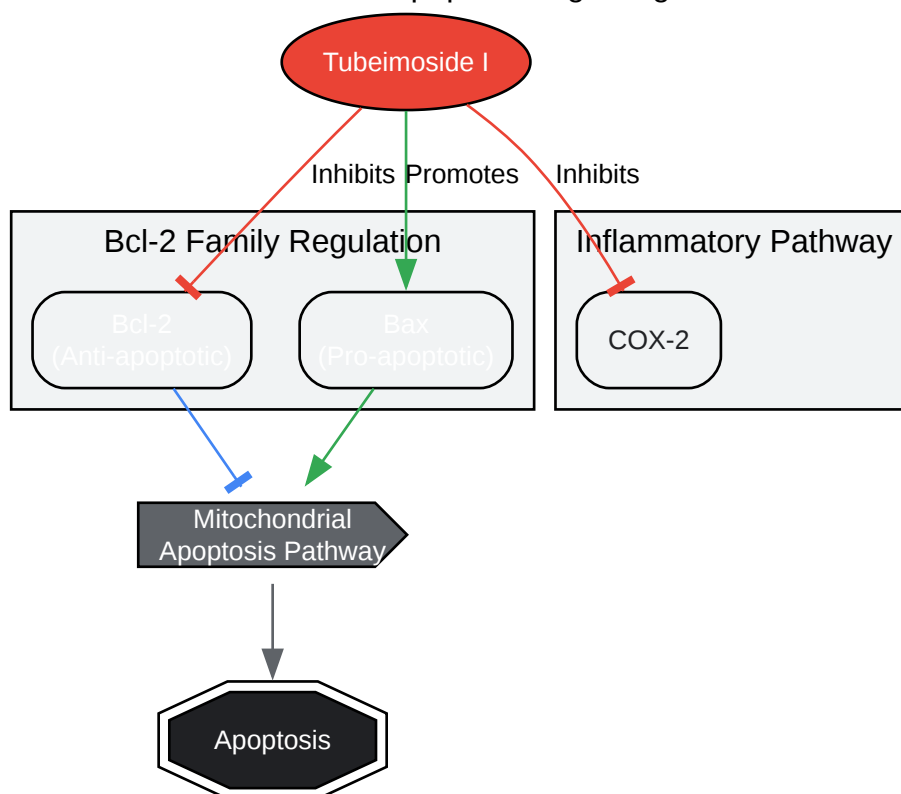 Tubeimoside I
Inhibits
Promotes
Inhibits
Bcl-2 Family Regulation
Inflammatory Pathway
Bcl-2
(Anti-apoptotic)
Bax
(Pro-apoptotic)
COX-2
Mitochondrial
Apoptosis Pathway
Apoptosis